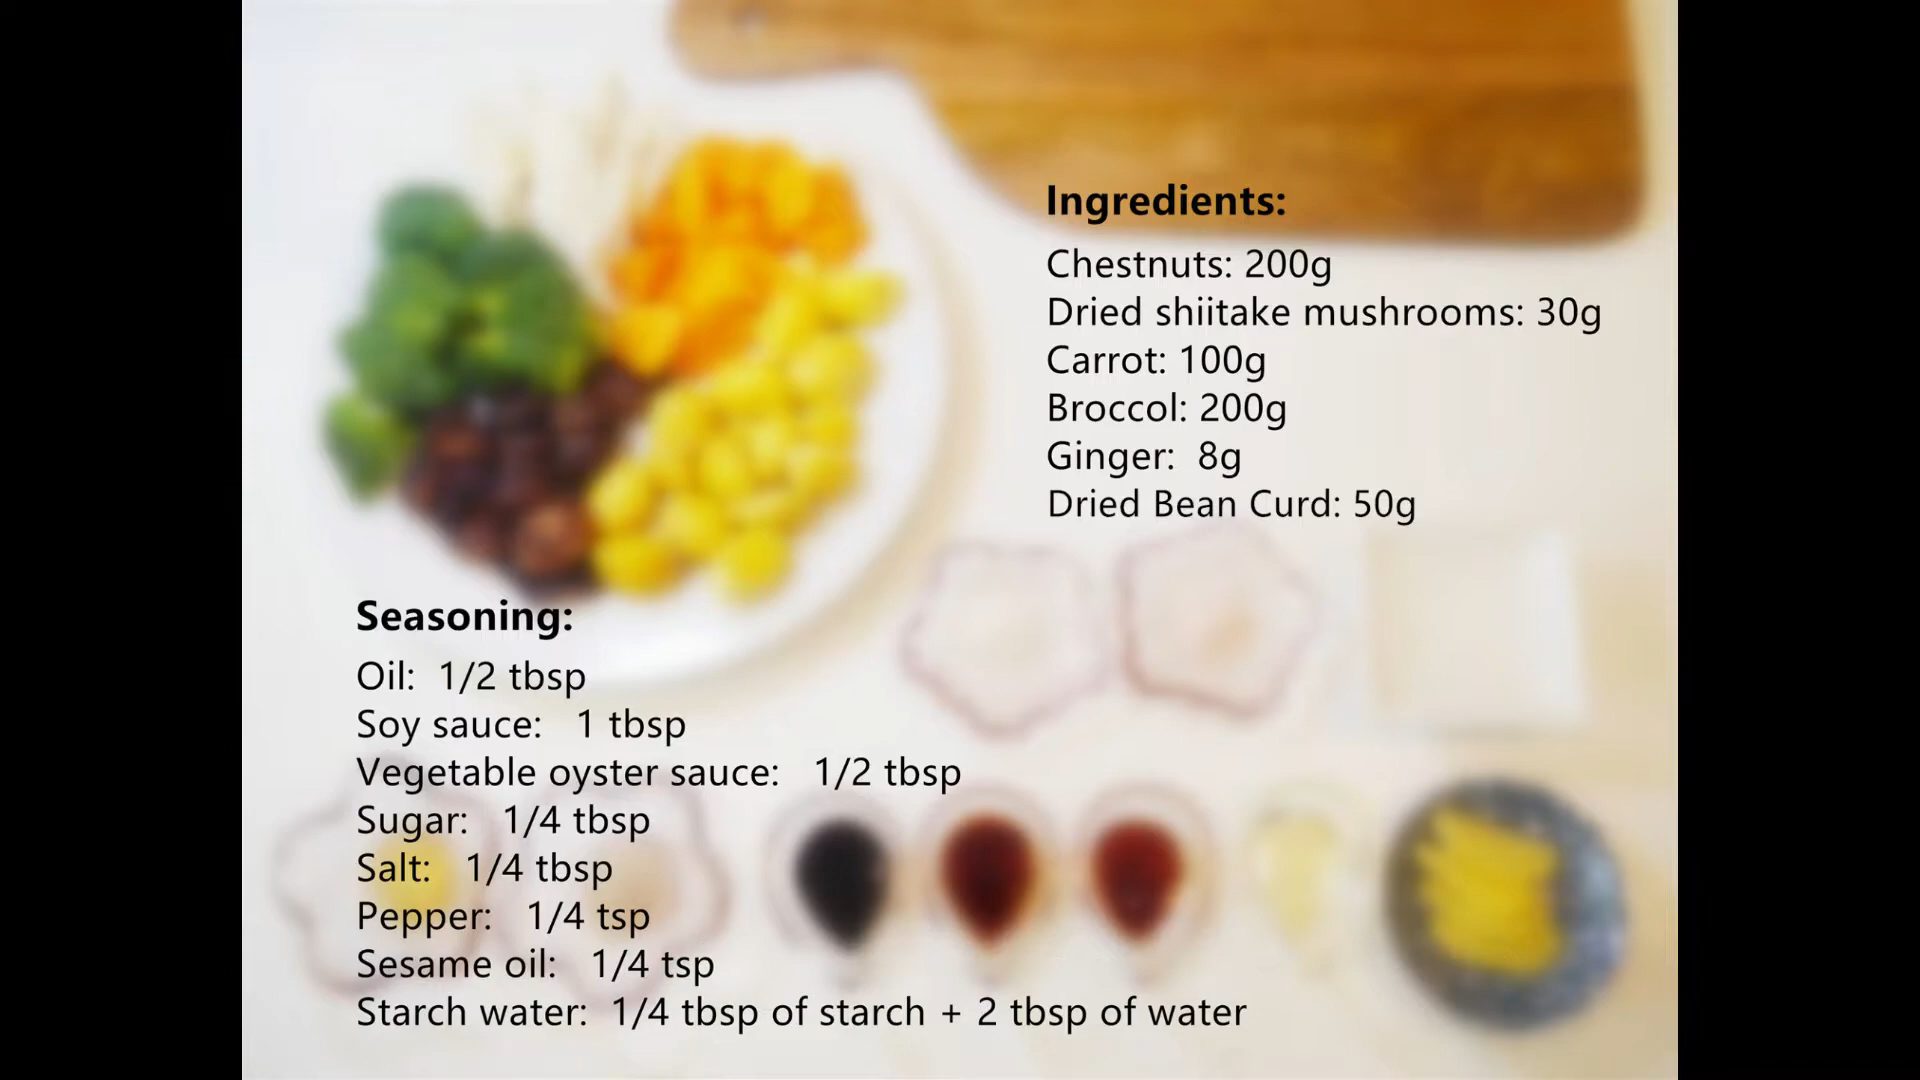 Ingredients:
Chestnuts: 200g
Dried shiitake mushrooms: 30g
Carrot: 100g
Broccol: 200g
Ginger: 8g
Dried Bean Curd: 50g
Seasoning:
Oil: 1/2 tbsp
Soy sauce: 1 tbsp
Vegetable oyster sauce: 1/2 tbsp
Sugar: 1/4 tbsp
Salt: 1/4 tbsp
Pepper: 1/4 tsp
Sesame oil: 1/4 tsp
Starch water: 1/4 tbsp of starch + 2 tbsp of water